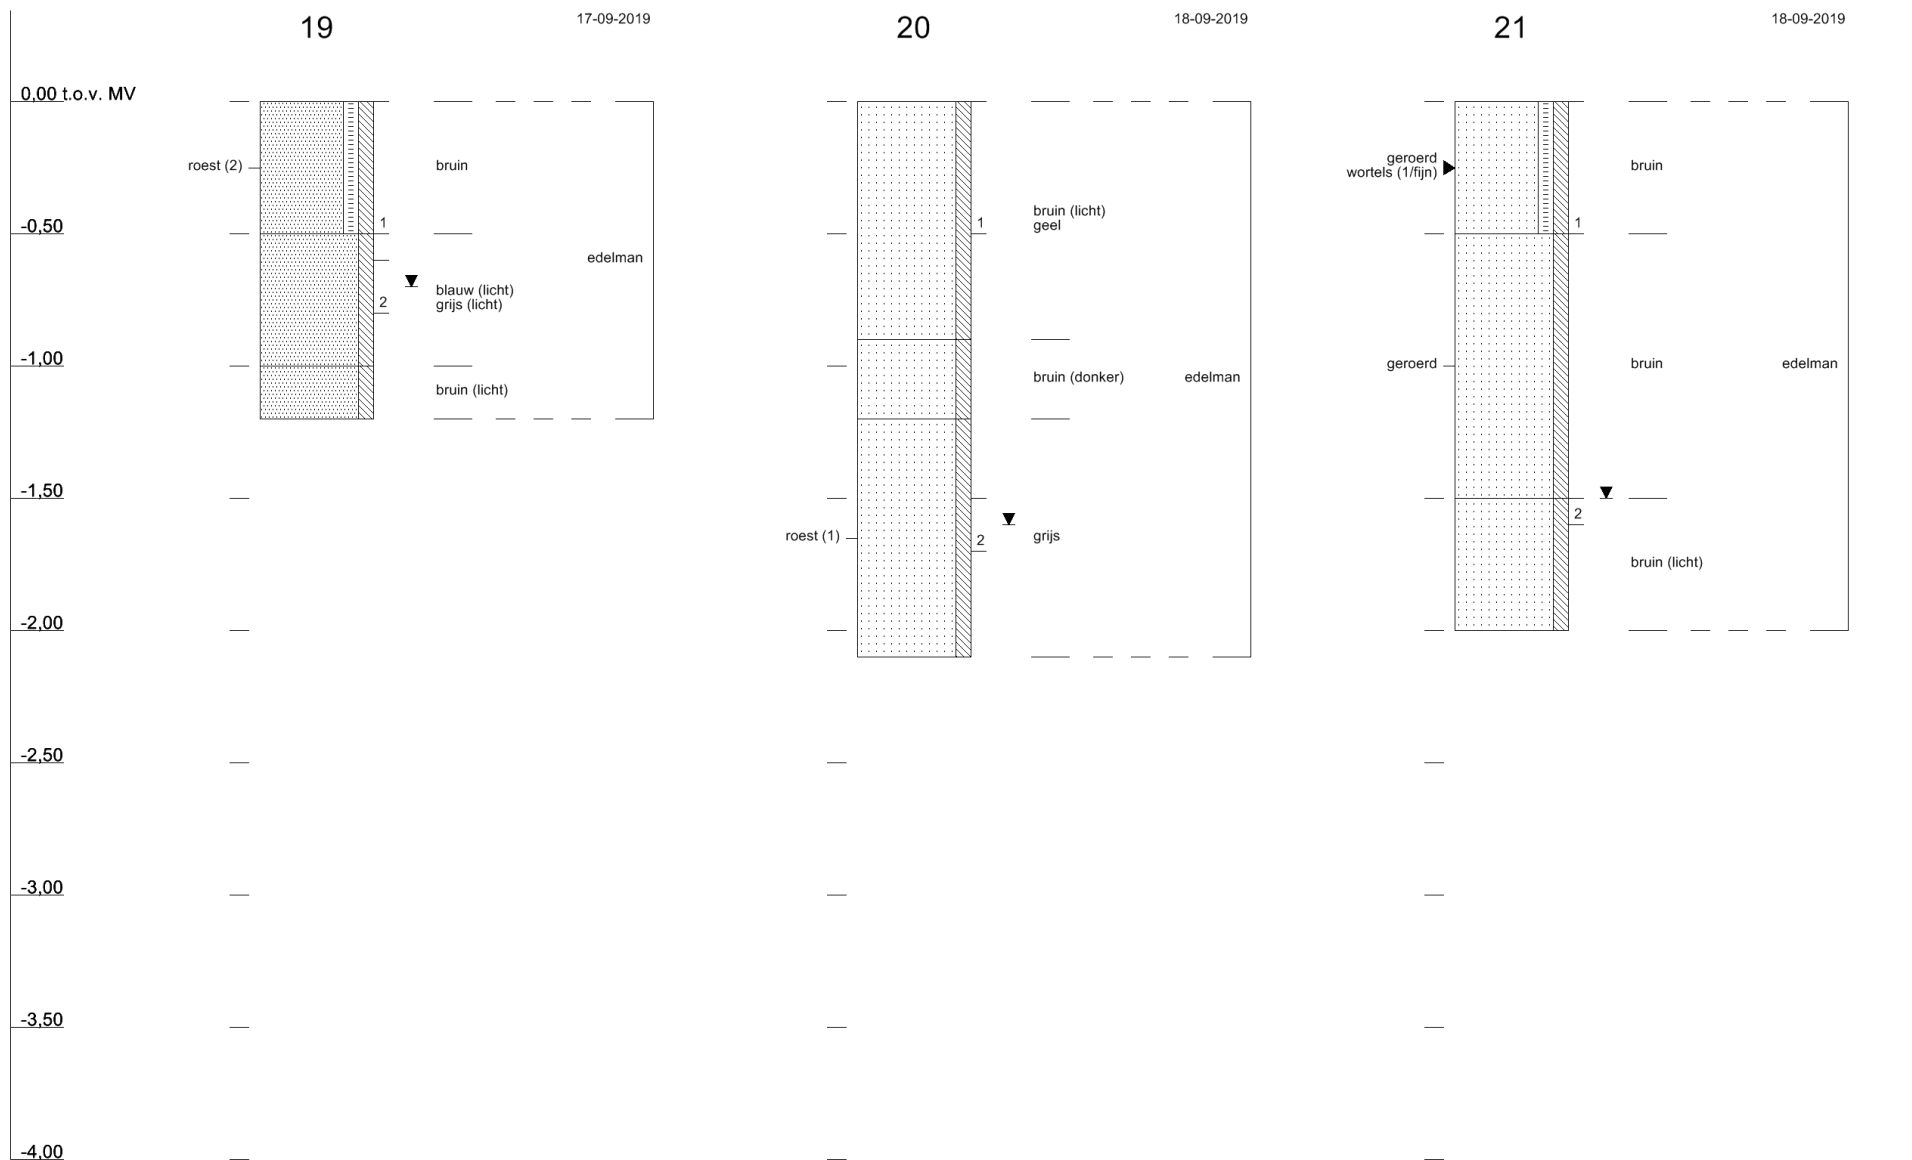 19
17-09-2019
20
18-09-2019
21
18-09-2019
0,00 t.o.v. MV
-0,50
-1,00
-1,50
-2,00
-2,50
-3,00
-3,50
-4,00
roest (2)
1
2
bruin
blauw (licht)
grijs (licht)
bruin (licht)
edelman
roest (1)
1
2
bruin (licht)
geel
bruin (donker)
grijs
edelman
geroerd
wortels (1/fijn)
geroerd
1
2
bruin
bruin
bruin (licht)
edelman